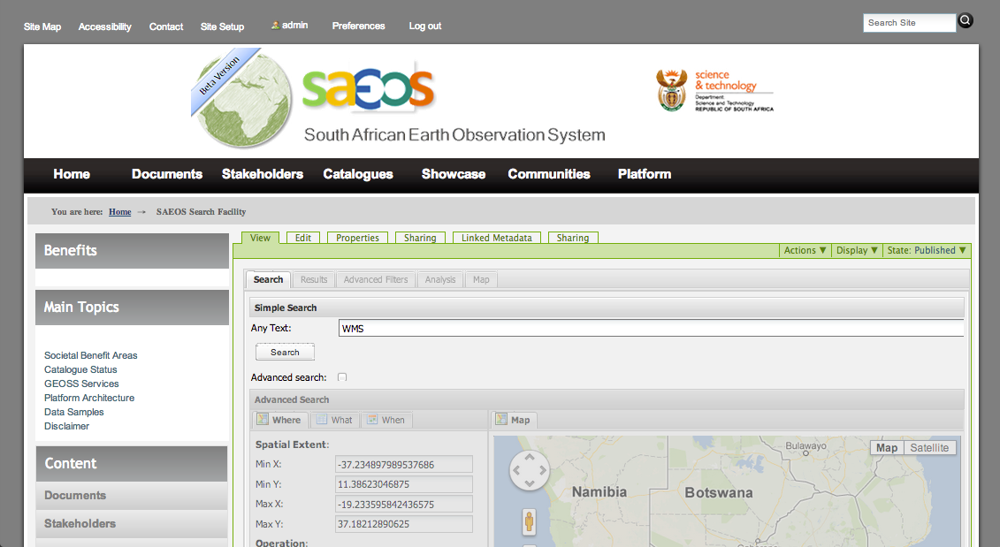 Site Map Accessibility Contact Site Setup admin Preferences Log out
Search Site
Beta Version
saeos
South African Earth Observation System
science
& technology
Department:
Science and Technology
REPUBLIC OF SOUTH AFRICA
Home Documents Stakeholders Catalogues Showcase Communities Platform
You are here: Home → SAEOS Search Facility
Benefits
Main Topics
Societal Benefit Areas
Catalogue Status
GEOSS Services
Platform Architecture
Data Samples
Disclaimer
Content
Documents
Stakeholders
View Edit Properties Sharing Linked Metadata Sharing
Actions ▼ Display ▼ State: Published ▼
Search Results Advanced Filters Analysis Map
Simple Search
Any Text: WMS
Search
Advanced search:
Advanced Search
Where What When
Spatial Extent:
Min X: -37.234897989537686
Min Y: 11.38623046875
Max X: -19.233595842436575
Max Y: 37.18212890625
Operation:
Map
Map Satellite
Bulawayo
Namibia
Botswana